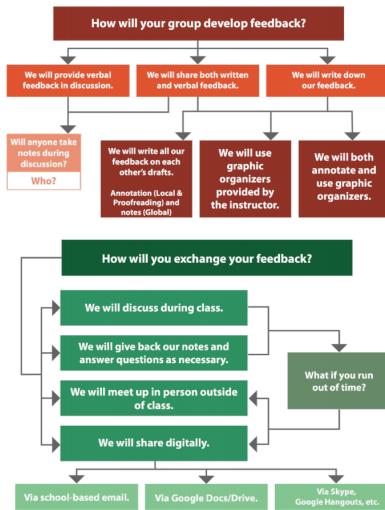 How will your group develop feedback?
We will provide verbal
feedback in discussion.
We will share both written
and verbal feedback.
We will write down
our feedback.
Will anyone take
notes during
discussion?
Who?
We will write all our
feedback on each
other's drafts.
Annotation (Local &
Proofreading) and
notes (Global)
We will use
graphic
organizers
provided by
the instructor.
We will both
annotate and
use graphic
organizers.
How will you exchange your feedback?
We will discuss during class.
We will give back our notes and
answer questions as necessary.
We will meet up in person outside
of class.
We will share digitally.
What if you run
out of time?
Via school-based email.
Via Google Docs/Drive.
Via Skype,
Google Hangouts, etc.